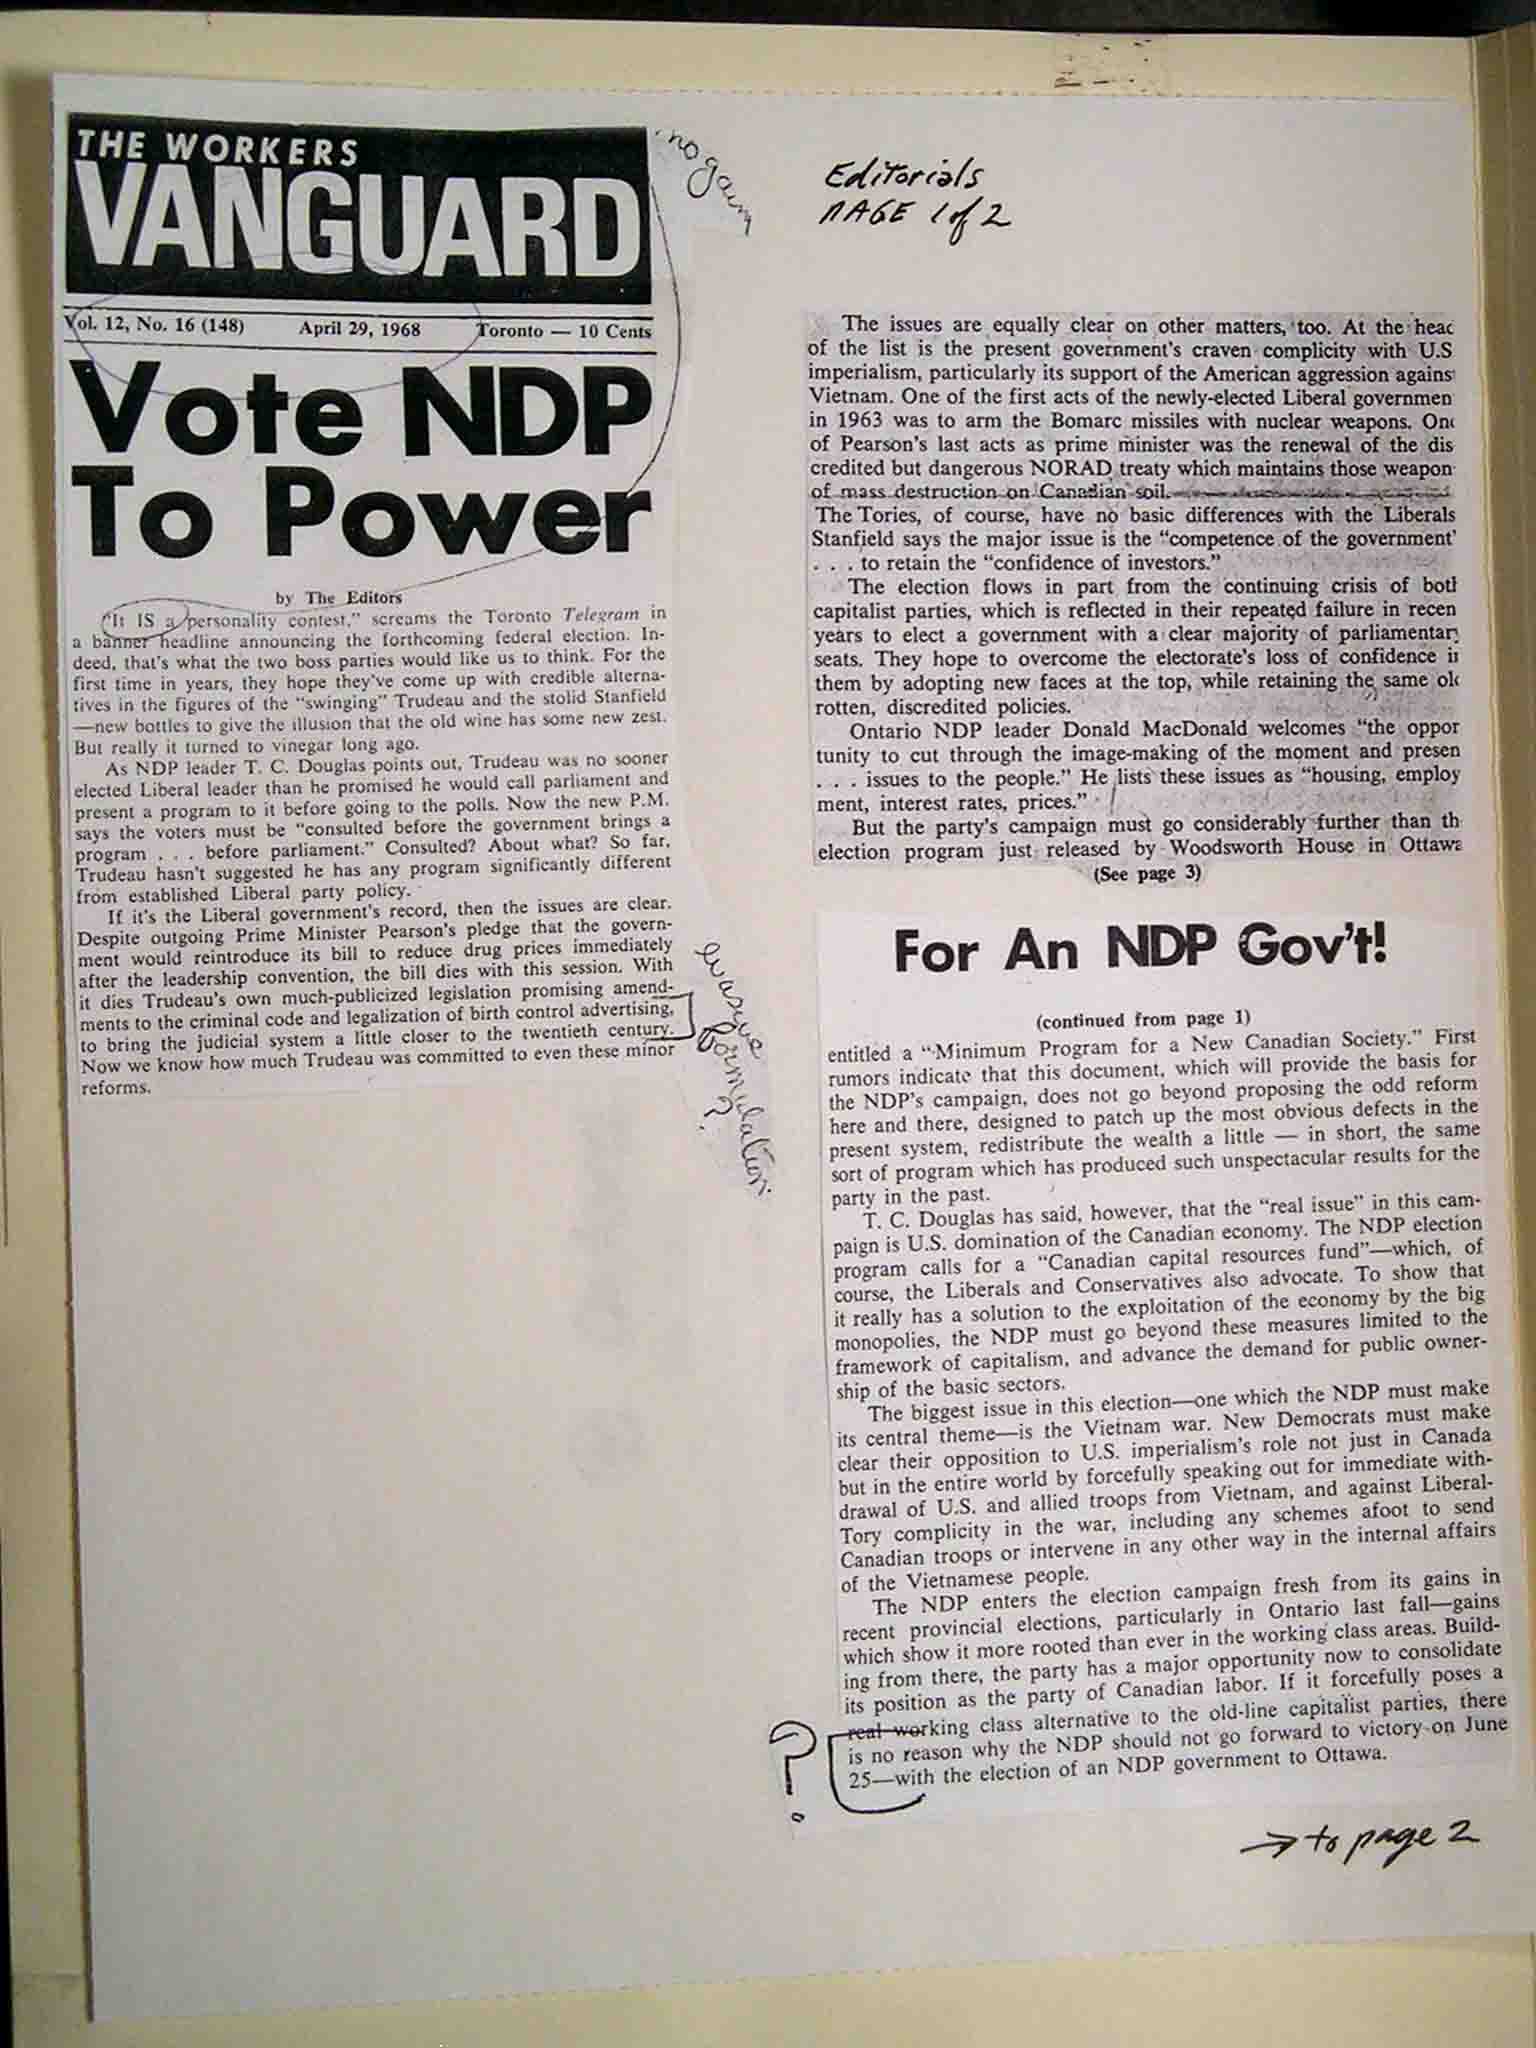 THE WORKERS
VANGUARD
Vol. 12, No. 16 (148) April 29, 1968 Toronto — 10 Cents
Vote NDP
To Power
by The Editors
"It IS a personality contest," screams the Toronto Telegram in
a banner headline announcing the forthcoming federal election. In-
deed, that's what the two boss parties would like us to think. For the
first time in years, they hope they've come up with credible alterna-
tives in the figures of the "swinging" Trudeau and the stolid Stanfield
—new bottles to give the illusion that the old wine has some new zest.
But really it turned to vinegar long ago.
As NDP leader T. C. Douglas points out, Trudeau was no sooner
elected Liberal leader than he promised he would call parliament and
present a program to it before going to the polls. Now the new P.M.
says the voters must be "consulted before the government brings a
program . . . before parliament." Consulted? About what? So far,
Trudeau hasn't suggested he has any program significantly different
from established Liberal party policy.
If it's the Liberal government's record, then the issues are clear.
Despite outgoing Prime Minister Pearson's pledge that the govern-
ment would reintroduce its bill to reduce drug prices immediately
after the leadership convention, the bill dies with this session. With
it dies Trudeau's own much-publicized legislation promising amend-
ments to the criminal code and legalization of birth control advertising,
to bring the judicial system a little closer to the twentieth century.
Now we know how much Trudeau was committed to even these minor
reforms.
evasive
formulation
?
Editorials
PAGE 1 of 2
The issues are equally clear on other matters, too. At the head
of the list is the present government's craven complicity with U.S
imperialism, particularly its support of the American aggression agains
Vietnam. One of the first acts of the newly-elected Liberal governmen
in 1963 was to arm the Bomarc missiles with nuclear weapons. One
of Pearson's last acts as prime minister was the renewal of the dis
credited but dangerous NORAD treaty which maintains those weapon
of mass destruction on Canadian soil.
The Tories, of course, have no basic differences with the Liberals
Stanfield says the major issue is the "competence of the government'
. . . to retain the "confidence of investors."
The election flows in part from the continuing crisis of both
capitalist parties, which is reflected in their repeated failure in recen
years to elect a government with a clear majority of parliamentary
seats. They hope to overcome the electorate's loss of confidence in
them by adopting new faces at the top, while retaining the same old
rotten, discredited policies.
Ontario NDP leader Donald MacDonald welcomes "the oppor
tunity to cut through the image-making of the moment and presen
. . . issues to the people." He lists these issues as "housing, employ
ment, interest rates, prices."
But the party's campaign must go considerably further than th
election program just released by Woodsworth House in Ottawa
(See page 3)
For An NDP Gov't!
(continued from page 1)
entitled a "Minimum Program for a New Canadian Society." First
rumors indicate that this document, which will provide the basis for
the NDP's campaign, does not go beyond proposing the odd reform
here and there, designed to patch up the most obvious defects in the
present system, redistribute the wealth a little — in short, the same
sort of program which has produced such unspectacular results for the
party in the past.
T. C. Douglas has said, however, that the "real issue" in this cam-
paign is U.S. domination of the Canadian economy. The NDP election
program calls for a "Canadian capital resources fund"—which, of
course, the Liberals and Conservatives also advocate. To show that
it really has a solution to the exploitation of the economy by the big
monopolies, the NDP must go beyond these measures limited to the
framework of capitalism, and advance the demand for public owner-
ship of the basic sectors.
The biggest issue in this election—one which the NDP must make
its central theme—is the Vietnam war. New Democrats must make
clear their opposition to U.S. imperialism's role not just in Canada
but in the entire world by forcefully speaking out for immediate with-
drawal of U.S. and allied troops from Vietnam, and against Liberal-
Tory complicity in the war, including any schemes afoot to send
Canadian troops or intervene in any other way in the internal affairs
of the Vietnamese people.
The NDP enters the election campaign fresh from its gains in
recent provincial elections, particularly in Ontario last fall—gains
which show it more rooted than ever in the working class areas. Build-
ing from there, the party has a major opportunity now to consolidate
its position as the party of Canadian labor. If it forcefully poses a
real working class alternative to the old-line capitalist parties, there
is no reason why the NDP should not go forward to victory on June
25—with the election of an NDP government to Ottawa.
?
→ to page 2